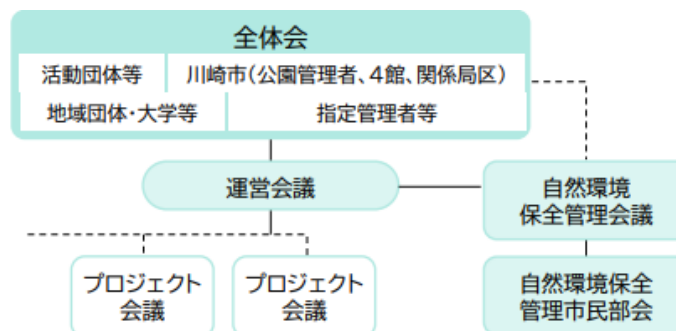 全体会
活動団体等
川崎市(公園管理者、4館、関係局区)
地域団体・大学等
指定管理者等
運営会議
自然環境
保全管理会議
プロジェクト
会議
プロジェクト
会議
自然環境保全
管理市民部会